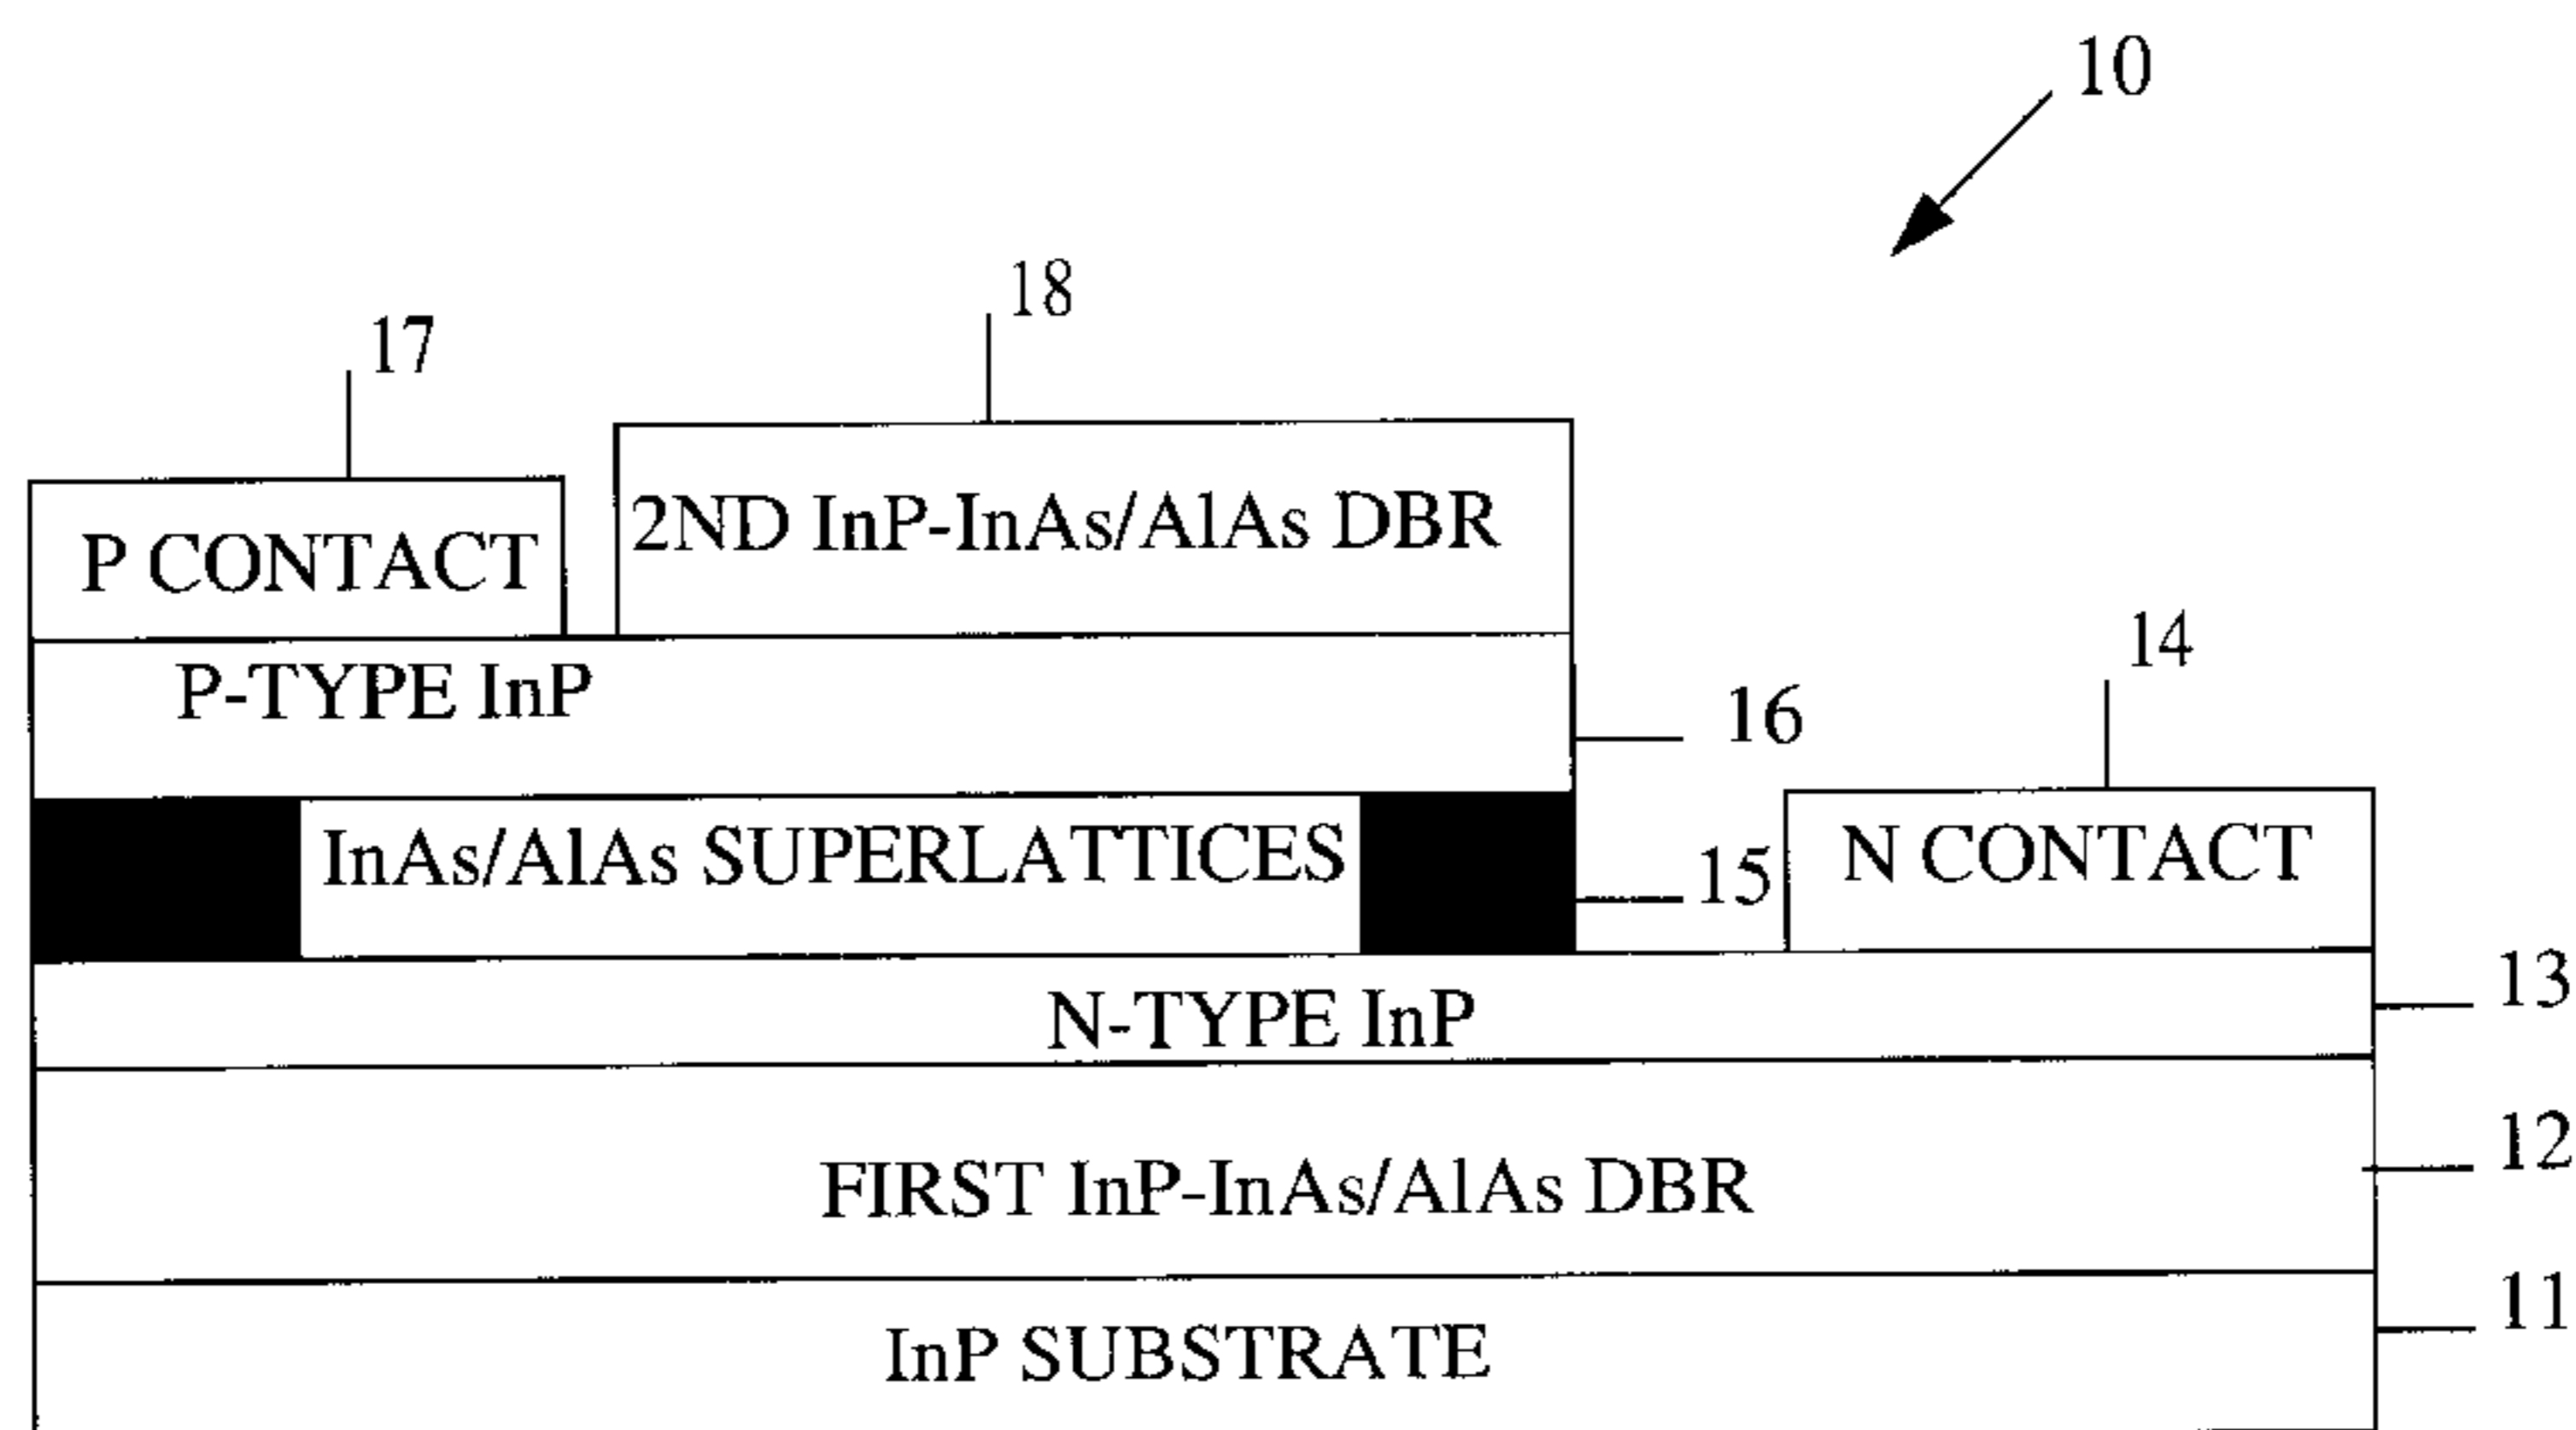 10
18
17
2ND InP-InAs/AlAs DBR
P CONTACT
14
P-TYPE InP
16
InAs/AlAs SUPERLATTICES
15
N CONTACT
13
N-TYPE InP
12
FIRST InP-InAs/AlAs DBR
11
InP SUBSTRATE